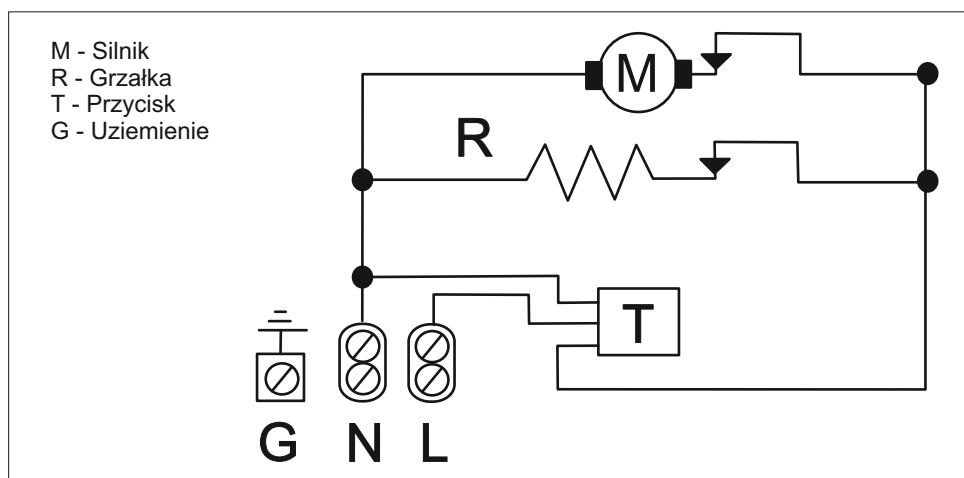 M - Silnik
R - Grzałka
T - Przycisk
G - Uziemienie
M
R
T
G N L